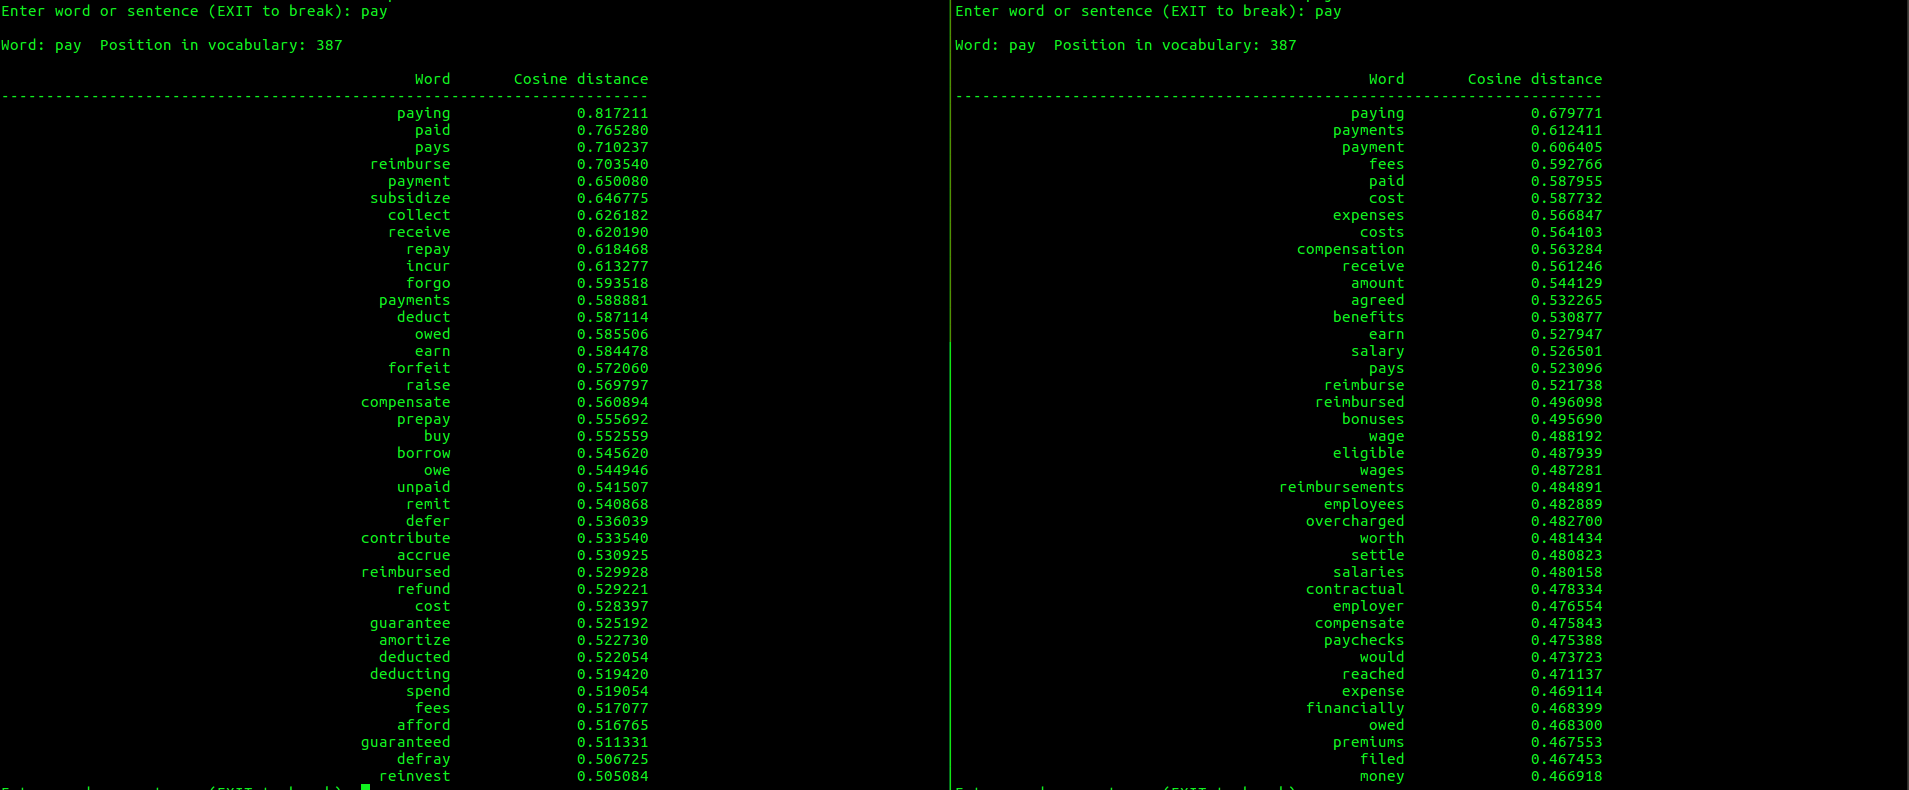 Enter word or sentence (EXIT to break): pay
Word: pay Position in vocabulary: 387
Word Cosine distance
------------------------------------------------------------------------
paying 0.817211
paid 0.765280
pays 0.710237
reimburse 0.703540
payment 0.650080
subsidize 0.646775
collect 0.626182
receive 0.620190
repay 0.618468
incur 0.613277
forgo 0.593518
payments 0.588881
deduct 0.587114
owed 0.585506
earn 0.584478
forfeit 0.572060
raise 0.569797
compensate 0.560894
prepay 0.555692
buy 0.552559
borrow 0.545620
owe 0.544946
unpaid 0.541507
remit 0.540868
defer 0.536039
contribute 0.533540
accrue 0.530925
reimbursed 0.529928
refund 0.529221
cost 0.528397
guarantee 0.525192
amortize 0.522730
deducted 0.522054
deducting 0.519420
spend 0.519054
fees 0.517077
afford 0.516765
guaranteed 0.511331
defray 0.506725
reinvest 0.505084
Enter word or sentence (EXIT to break):
Enter word or sentence (EXIT to break): pay
Word: pay Position in vocabulary: 387
Word Cosine distance
------------------------------------------------------------------------
paying 0.679771
payments 0.612411
payment 0.606405
fees 0.592766
paid 0.587955
cost 0.587732
expenses 0.566847
costs 0.564103
compensation 0.563284
receive 0.561246
amount 0.544129
agreed 0.532265
benefits 0.530877
earn 0.527947
salary 0.526501
pays 0.523096
reimburse 0.521738
reimbursed 0.496098
bonuses 0.495690
wage 0.488192
eligible 0.487939
wages 0.487281
reimbursements 0.484891
employees 0.482889
overcharged 0.482700
worth 0.481434
settle 0.480823
salaries 0.480158
contractual 0.478334
employer 0.476554
compensate 0.475843
paychecks 0.475388
would 0.473723
reached 0.471137
expense 0.469114
financially 0.468399
owed 0.468300
premiums 0.467553
filed 0.467453
money 0.466918
Enter word or sentence (EXIT to break):